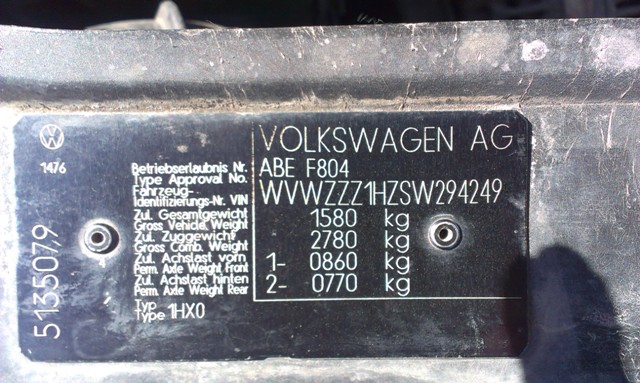 VW
1476
5135079
VOLKSWAGEN AG
Betriebserlaubnis Nr.
Type Approval No.
ABE F804
Fahrzeug-
Identifizierungs-Nr. VIN
WVWZZZ1HZSW294249
Zul. Gesamtgewicht
Gross Vehicle Weight
1580 kg
Zul. Zuggewicht
Gross Comb. Weight
2780 kg
Zul. Achslast vorn
Perm. Axle Weight Front
1- 0860 kg
Zul. Achslast hinten
Perm. Axle Weight Rear
2- 0770 kg
Typ
Type 1HX0